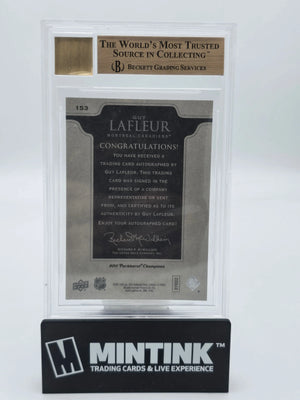 THE WORLD'S MOST TRUSTED
SOURCE IN COLLECTING™
BECKETT GRADING SERVICES
153
GUY
LAFLEUR
MONTREAL CANADIENS
CONGRATULATIONS!
YOU HAVE RECEIVED A
TRADING CARD AUTOGRAPHED BY
GUY LAFLEUR. THIS TRADING
CARD WAS SIGNED IN THE
PRESENCE OF A COMPANY
REPRESENTATIVE OR SENT
PROOF, AND CERTIFIED AS TO ITS
AUTHENTICITY BY GUY LAFLEUR.
ENJOY YOUR AUTOGRAPHED CARD!
MINTINK™
TRADING CARDS & LIVE EXPERIENCE